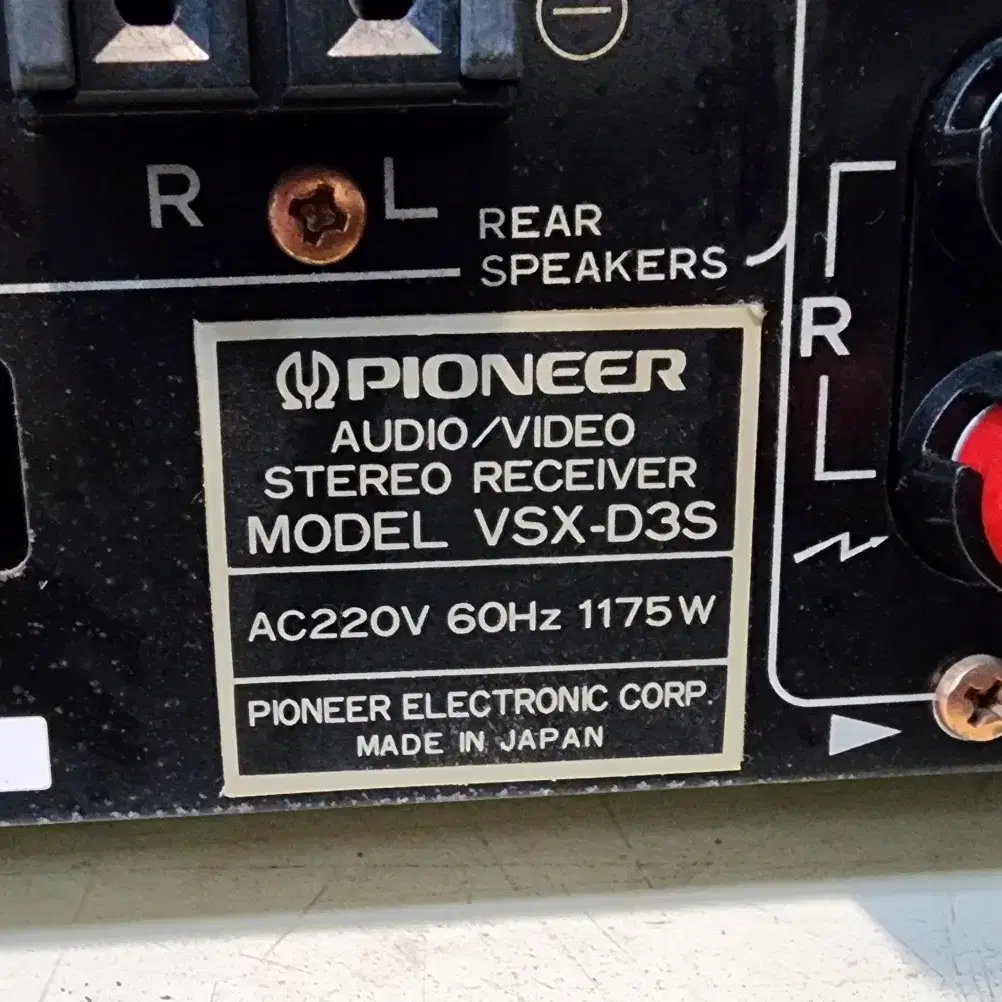 R L REAR
SPEAKERS
R
L
PIONEER
AUDIO/VIDEO
STEREO RECEIVER
MODEL VSX-D3S
AC220V 60Hz 1175W
PIONEER ELECTRONIC CORP.
MADE IN JAPAN